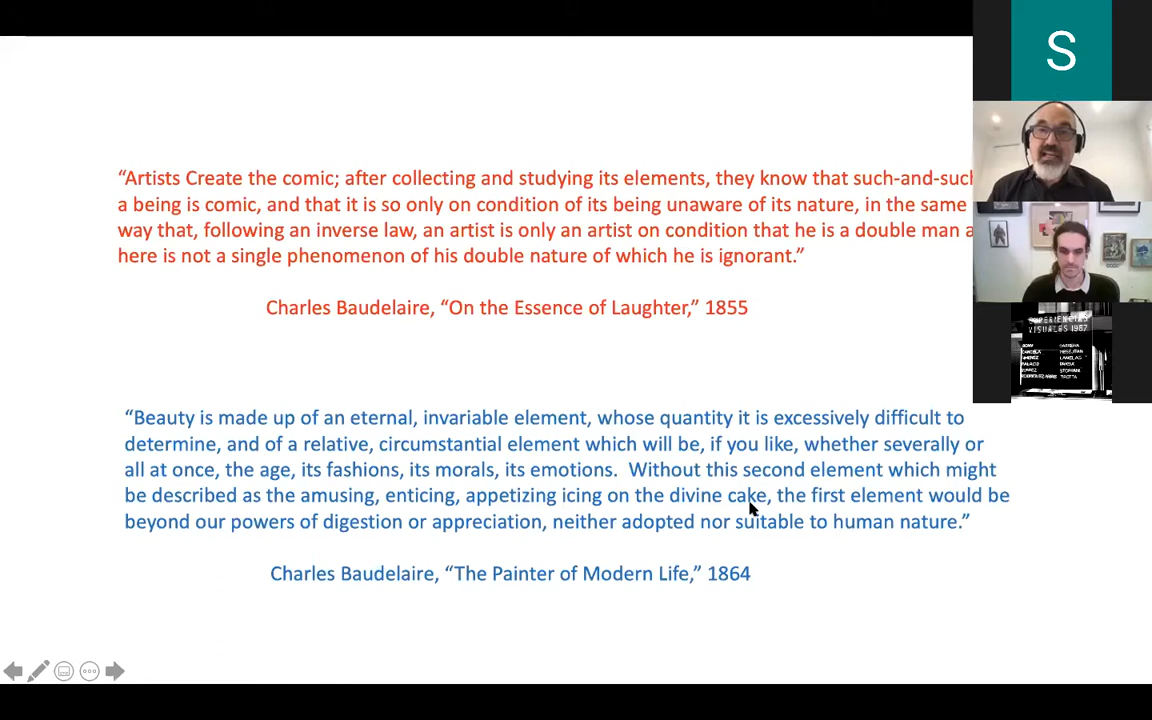 S
“Artists Create the comic; after collecting and studying its elements, they know that such-and-such
a being is comic, and that it is so only on condition of its being unaware of its nature, in the same
way that, following an inverse law, an artist is only an artist on condition that he is a double man a
here is not a single phenomenon of his double nature of which he is ignorant.”
Charles Baudelaire, “On the Essence of Laughter,” 1855
“Beauty is made up of an eternal, invariable element, whose quantity it is excessively difficult to
determine, and of a relative, circumstantial element which will be, if you like, whether severally or
all at once, the age, its fashions, its morals, its emotions.  Without this second element which might
be described as the amusing, enticing, appetizing icing on the divine cake, the first element would be
beyond our powers of digestion or appreciation, neither adopted nor suitable to human nature.”
Charles Baudelaire, “The Painter of Modern Life,” 1864
VISUALES 1967